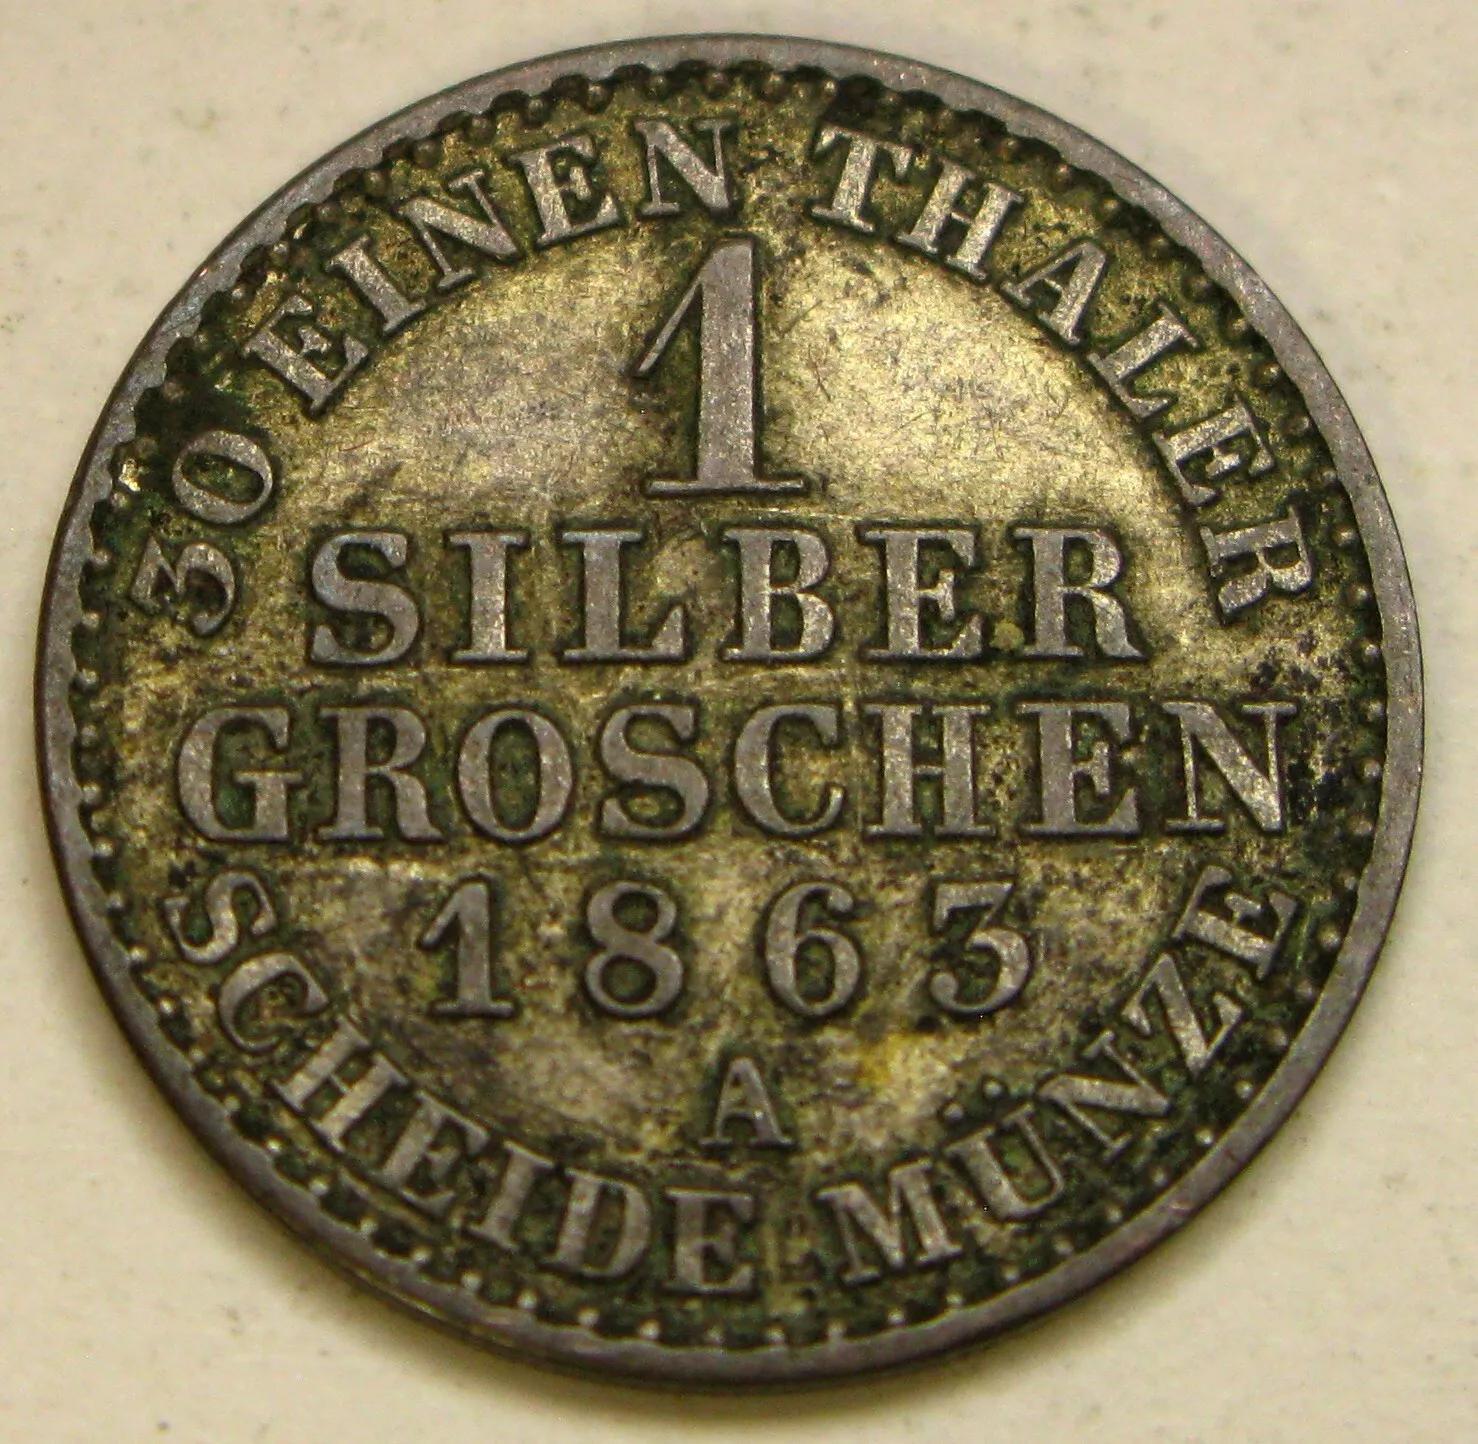 30 EINEN THALER
1
SILBER
GROSCHEN
1863
A
SCHEIDE MÜNZE